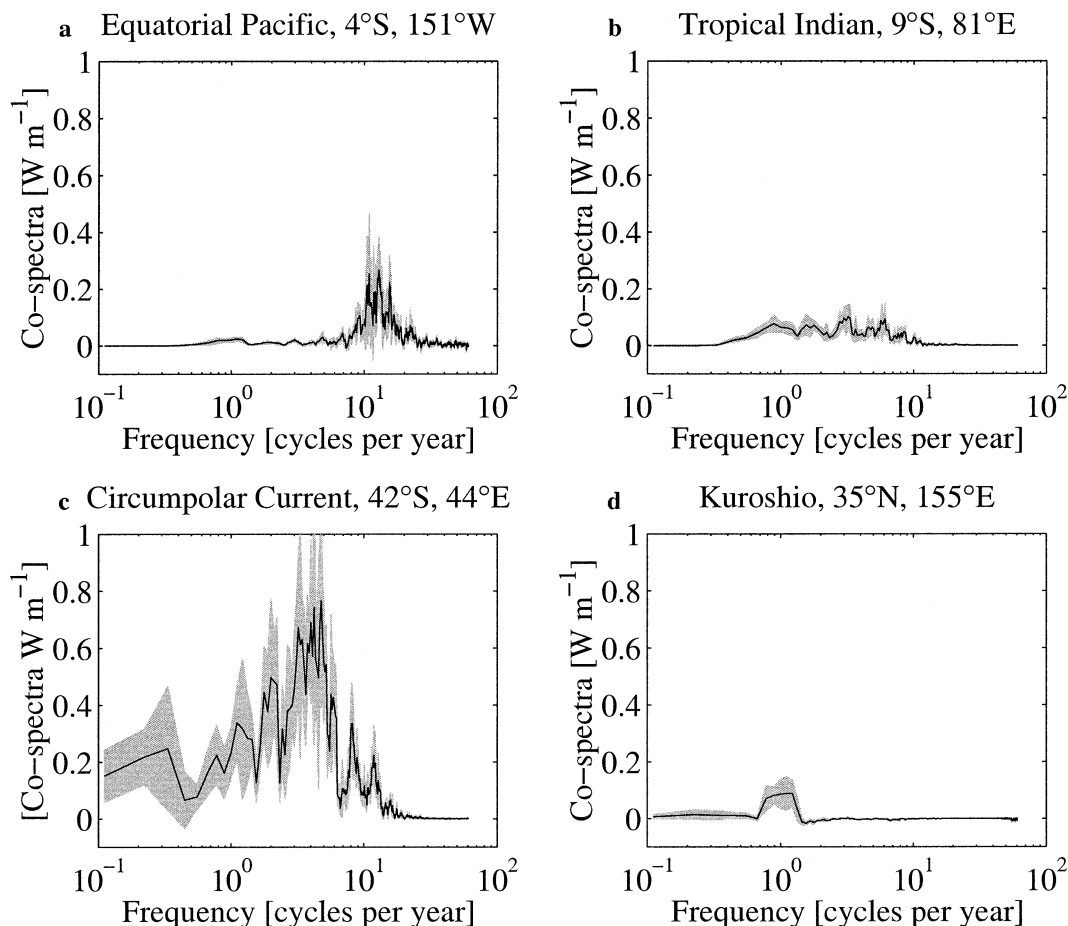 a Equatorial Pacific, 4°S, 151°W
1
0.8
0.6
0.4
0.2
0
Co−spectra [W m−1]
10−1 100 101 102
Frequency [cycles per year]
b Tropical Indian, 9°S, 81°E
1
0.8
0.6
0.4
0.2
0
Co−spectra [W m−1]
10−1 100 101 102
Frequency [cycles per year]
c Circumpolar Current, 42°S, 44°E
1
0.8
0.6
0.4
0.2
0
[Co−spectra W m−1]
10−1 100 101 102
Frequency [cycles per year]
d Kuroshio, 35°N, 155°E
1
0.8
0.6
0.4
0.2
0
Co−spectra [W m−1]
10−1 100 101 102
Frequency [cycles per year]